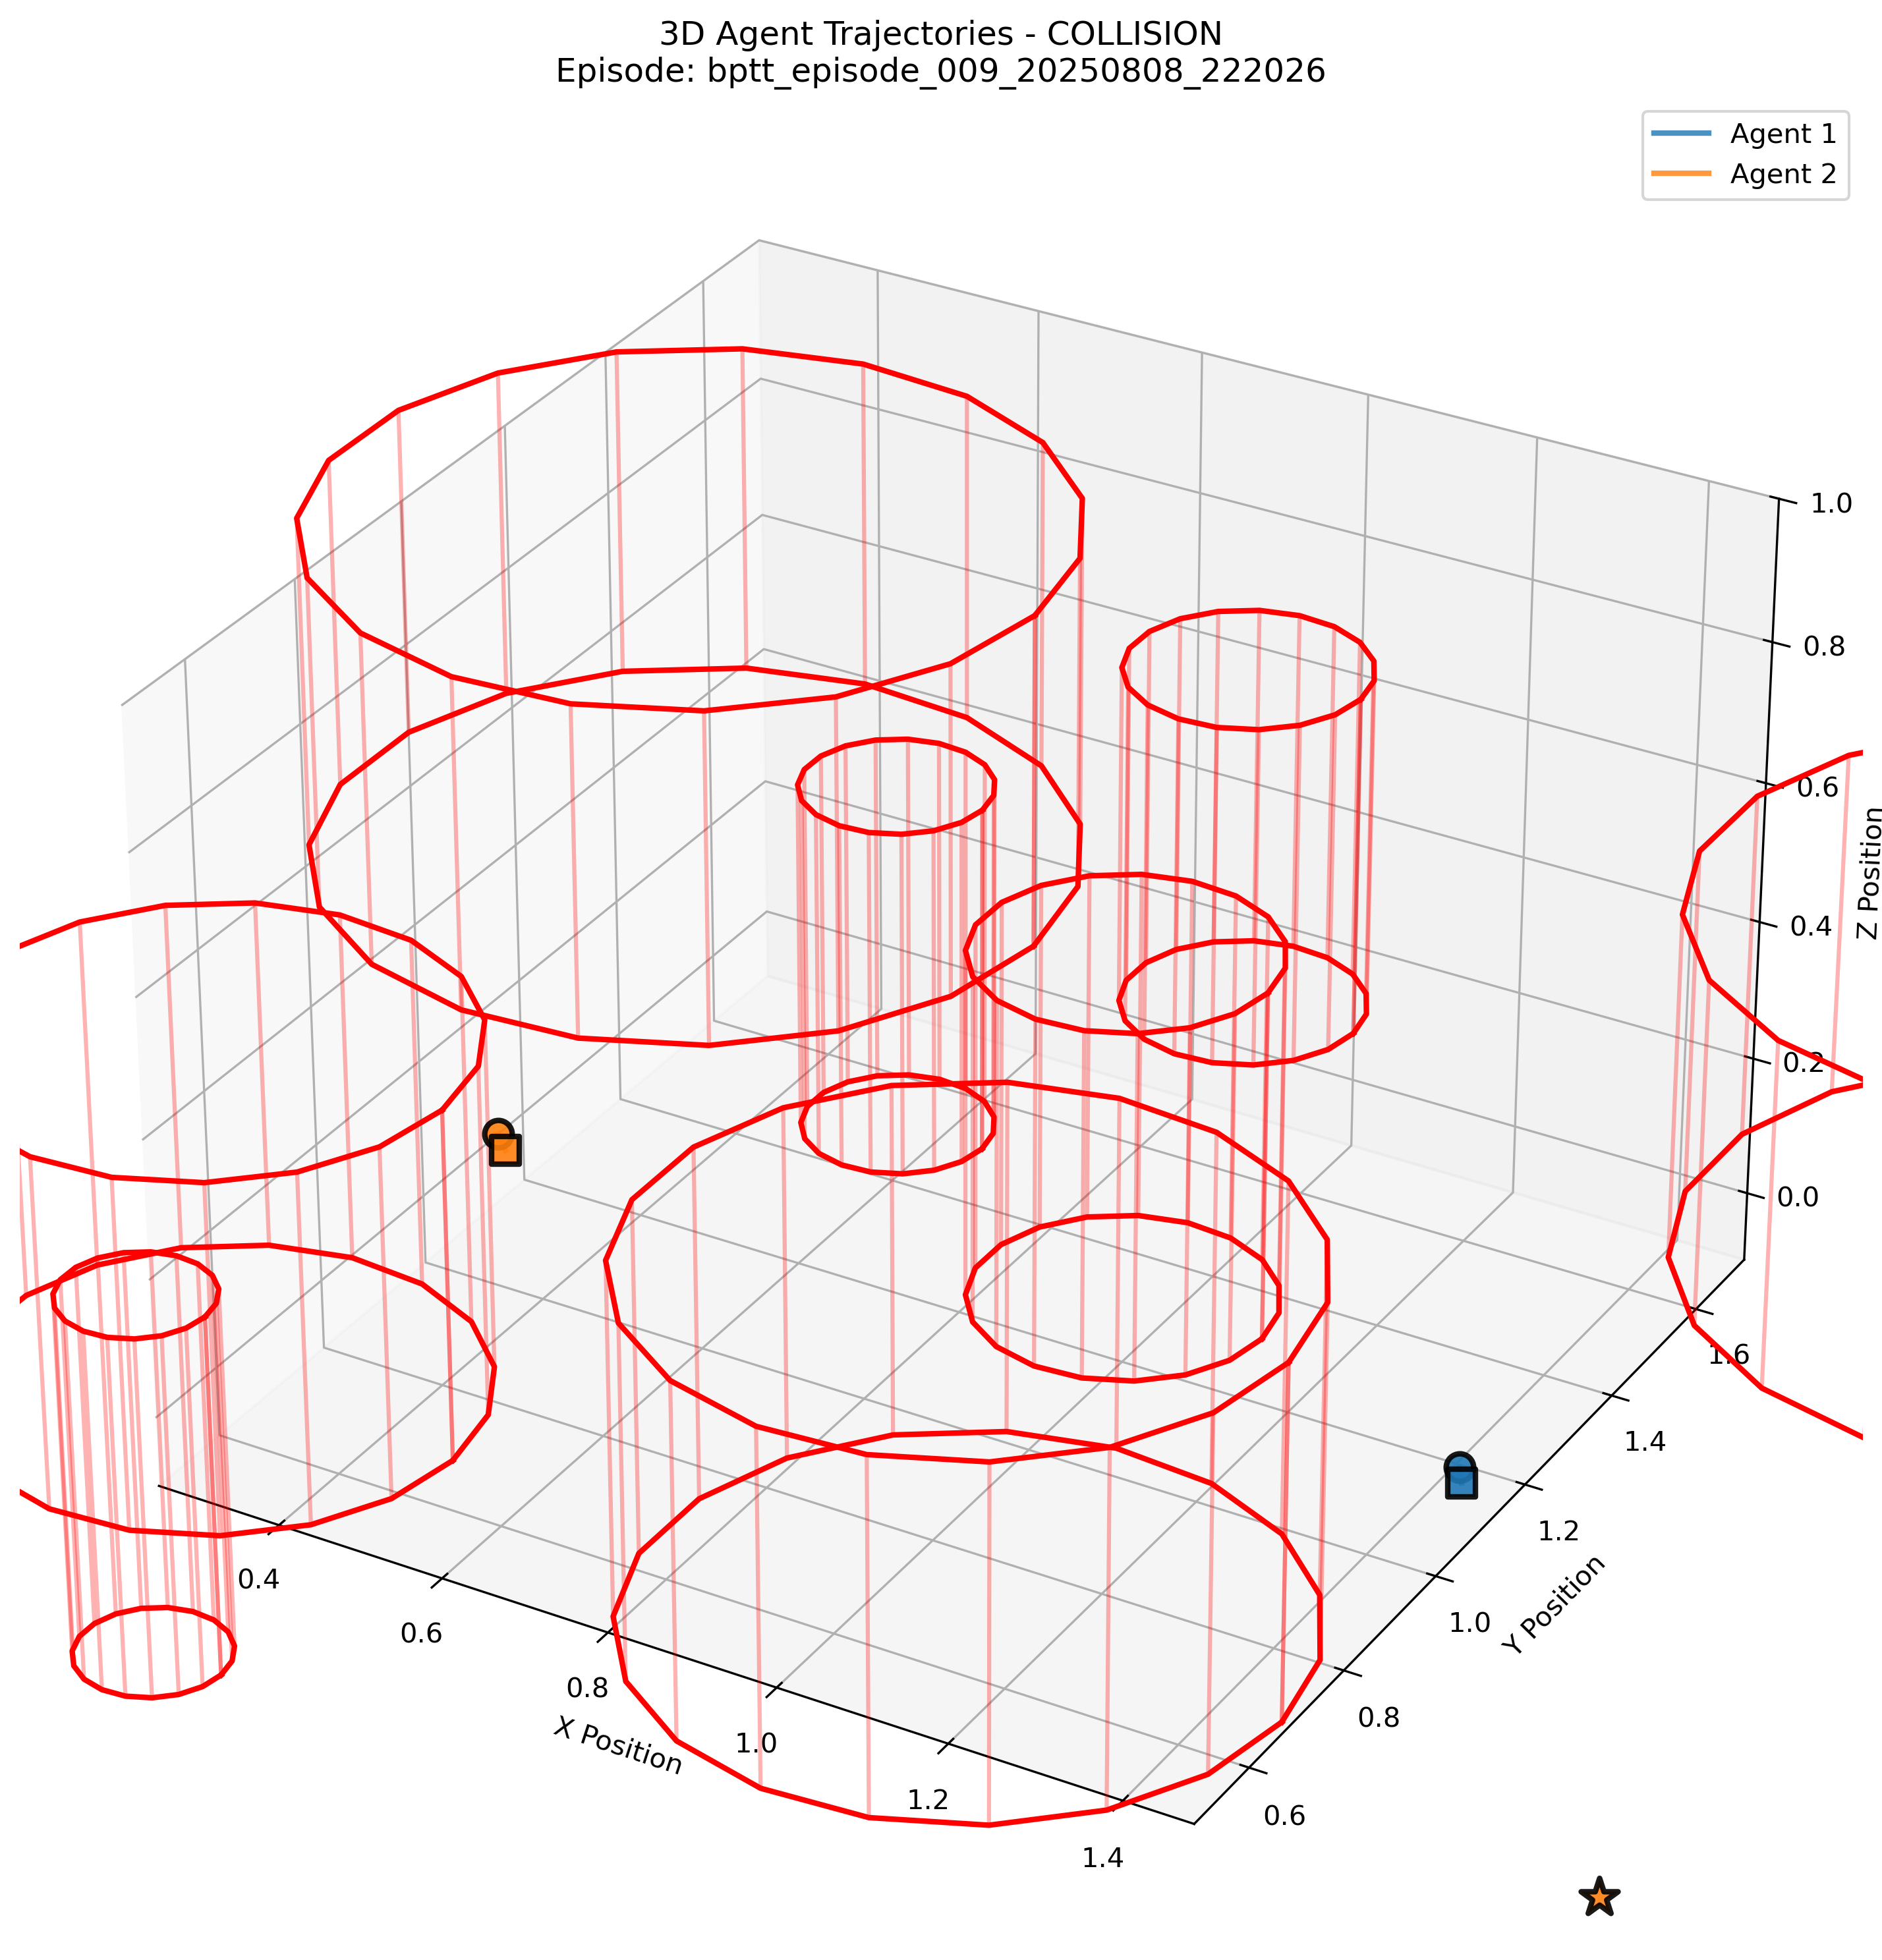 3D Agent Trajectories - COLLISION
Episode: bptt_episode_009_20250808_222026
Agent 1
Agent 2
1.0
0.8
0.6
0.4
0.2
0.0
Z Position
1.6
1.4
1.2
1.0
0.8
0.6
Y Position
0.4
0.6
0.8
1.0
1.2
1.4
X Position